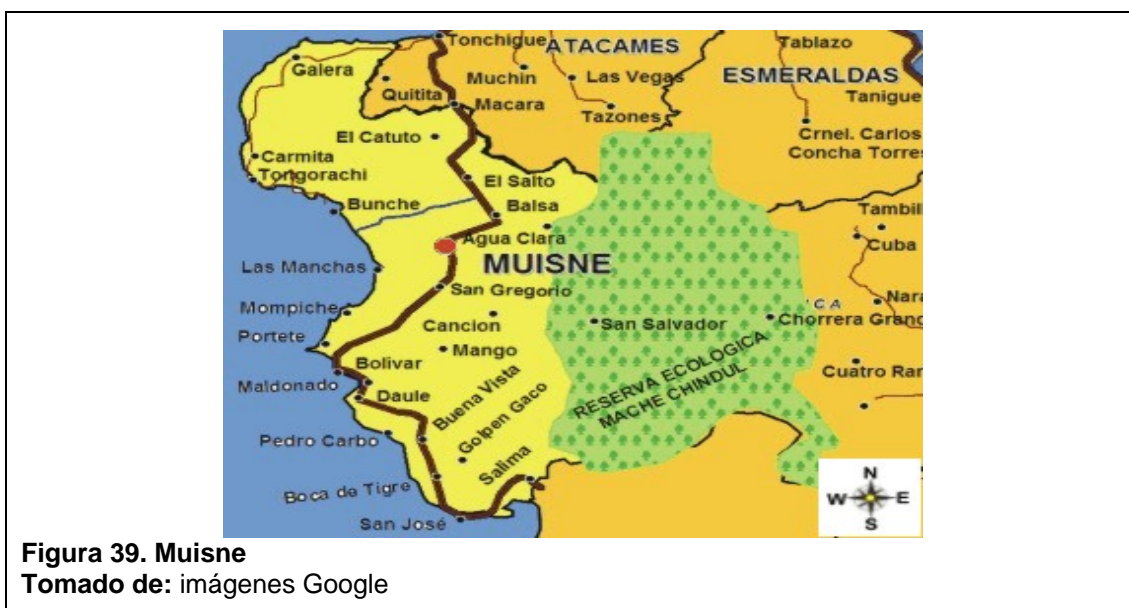 Tonchigue
ATACAMES
Tablazo
Galera
Muchin
Las Vegas
ESMERALDAS
Quitita
Macara
Tanigue
Tazones
El Catuto
Crnel. Carlos
Concha Torres
Carmita
Tongorachi
El Salto
Bunche
Balsa
Tambil
Agua Clara
Cuba
Las Manchas
MUISNE
San Gregorio
Nara
Mompiche
ICA
Cancion
San Salvador
Chorrera Grand
Portete
Mango
Bolivar
Maldonado
Cuatro Ran
Daule
Buena Vista
RESERVA ECOLOGICA
MACHE CHINDUL
Golpen Gaco
Pedro Carbo
Salima
Boca de Tigre
San José
N
W
E
S
Figura 39. Muisne
Tomado de: imágenes Google